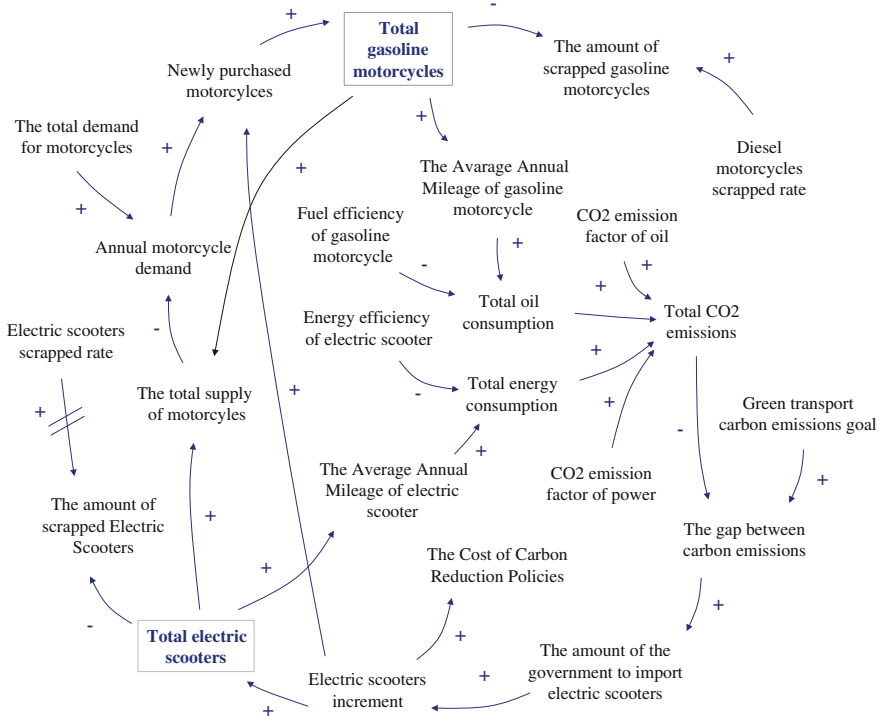 Total
gasoline
motorcycles
+
-
The amount of
scrapped gasoline
motorcycles
+
Newly purchased
motorcylces
The total demand
for motorcycles
+
+
+
+
The Avarage Annual
Mileage of gasoline
motorcycle
Diesel
motorcycles
scrapped rate
Annual motorcycle
demand
Fuel efficiency
of gasoline
motorcycle
CO2 emission
factor of oil
+
-
+
+
Total oil
consumption
Total CO2
emissions
Electric scooters
scrapped rate
-
Energy efficiency
of electric scooter
+
The total supply
of motorcyles
+
-
Total energy
consumption
+
Green transport
carbon emissions goal
+
-
+
The Average Annual
Mileage of electric
scooter
CO2 emission
factor of power
+
The amount of
scrapped Electric
Scooters
+
The gap between
carbon emissions
+
The Cost of Carbon
Reduction Policies
-
+
Total electric
scooters
+
The amount of the
government to import
electric scooters
+
Electric scooters
increment
+